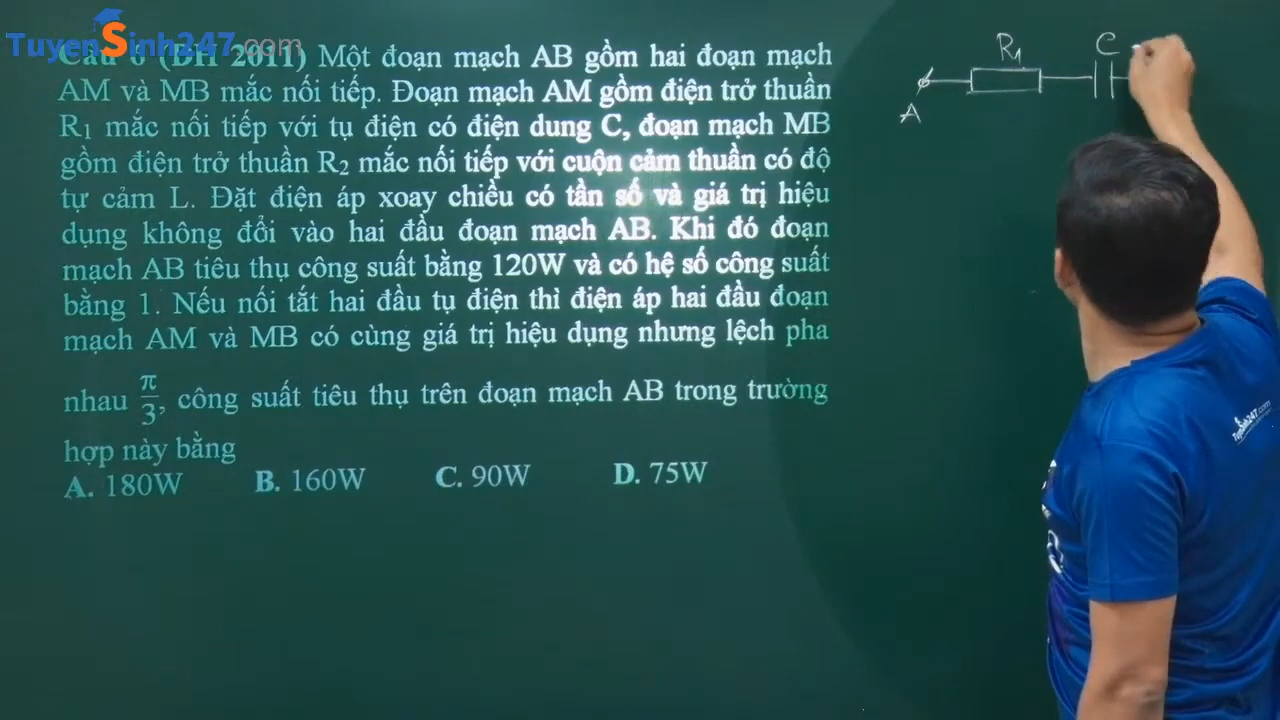 TuyenSinh247.com
Câu 6 (ĐH 2011) Một đoạn mạch AB gồm hai đoạn mạch
AM và MB mắc nối tiếp. Đoạn mạch AM gồm điện trở thuần
R₁ mắc nối tiếp với tụ điện có điện dung C, đoạn mạch MB
gồm điện trở thuần R₂ mắc nối tiếp với cuộn cảm thuần có độ
tự cảm L. Đặt điện áp xoay chiều có tần số và giá trị hiệu
dụng không đổi vào hai đầu đoạn mạch AB. Khi đó đoạn
mạch AB tiêu thụ công suất bằng 120W và có hệ số công suất
bằng 1. Nếu nối tắt hai đầu tụ điện thì điện áp hai đầu đoạn
mạch AM và MB có cùng giá trị hiệu dụng nhưng lệch pha
nhau π/3, công suất tiêu thụ trên đoạn mạch AB trong trường
hợp này bằng
A. 180W B. 160W C. 90W D. 75W
R₁ C
A
TuyenSinh247.com